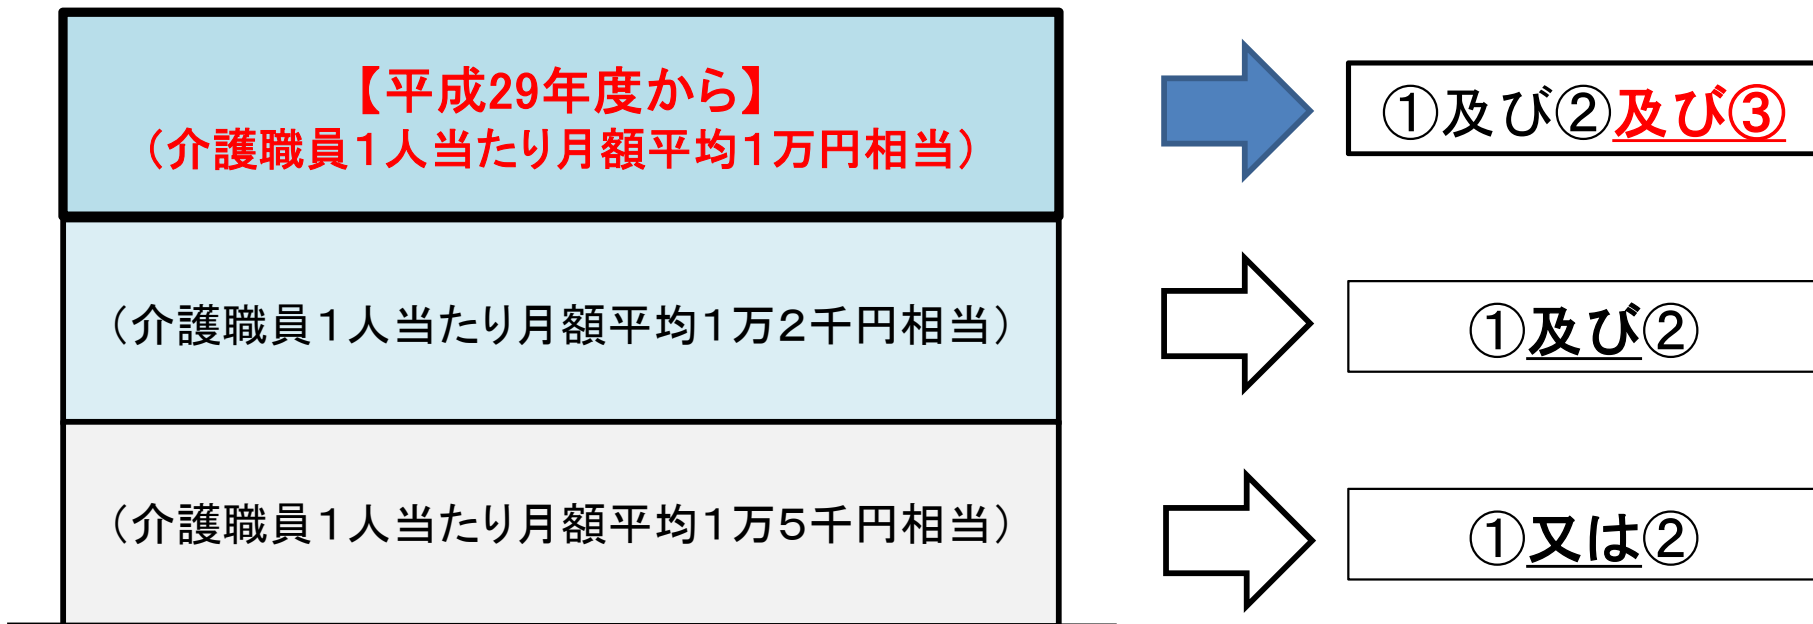 【平成29年度から】
（介護職員１人当たり月額平均１万円相当）
①及び②及び③
（介護職員１人当たり月額平均１万２千円相当）
①及び②
（介護職員１人当たり月額平均１万５千円相当）
①又は②